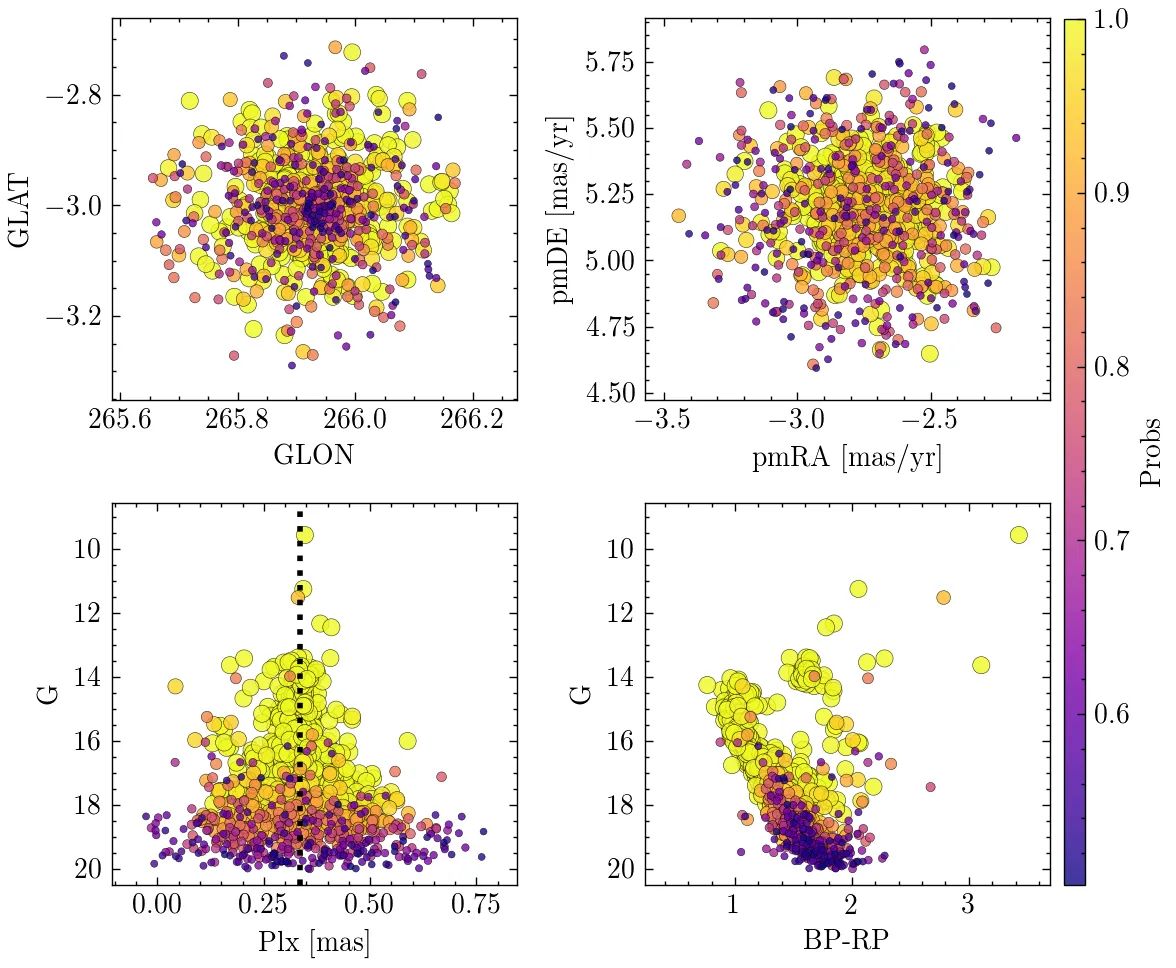 −2.8
−3.0
−3.2
GLAT
265.6 265.8 266.0 266.2
GLON
5.75
5.50
5.25
5.00
4.75
4.50
pmDE [mas/yr]
−3.5 −3.0 −2.5
pmRA [mas/yr]
10
12
14
16
18
20
G
0.00 0.25 0.50 0.75
Plx [mas]
10
12
14
16
18
20
G
1 2 3
BP-RP
1.0
0.9
0.8
0.7
0.6
Probs